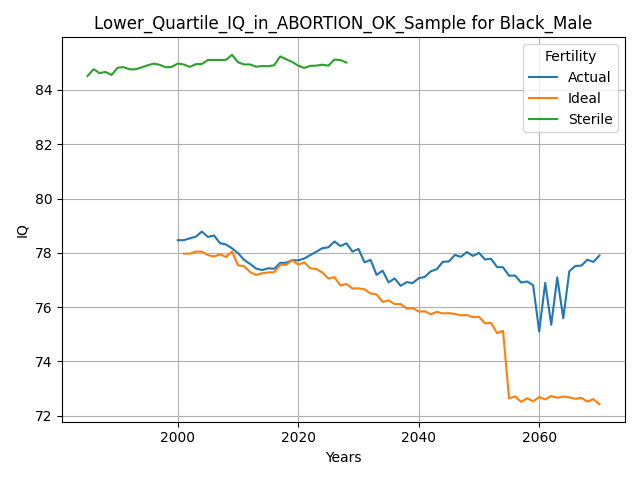 Lower_Quartile_IQ_in_ABORTION_OK_Sample for Black_Male
Fertility
Actual
Ideal
Sterile
84
82
80
78
76
74
72
IQ
2000
2020
2040
2060
Years